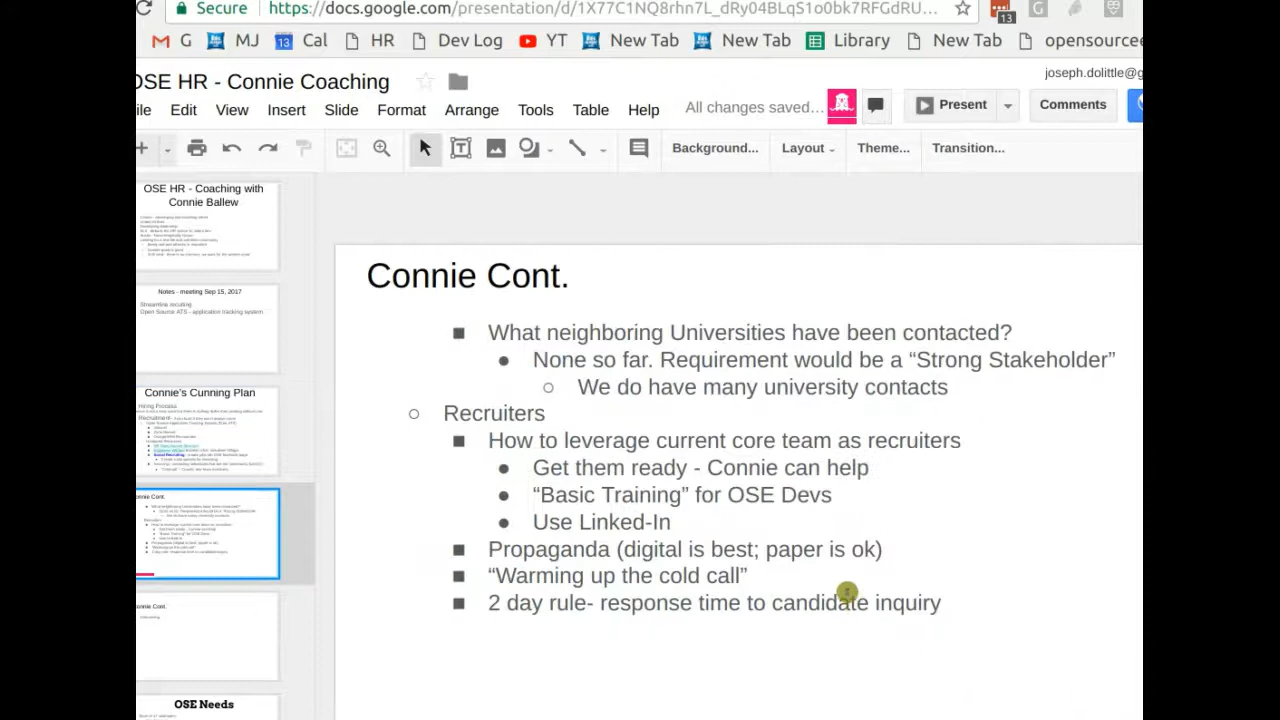 Secure https://docs.google.com/presentation/d/1X77C1NQ8rhn7L_dRy04BLqS1o0bk7RFGdRU...
13
G MJ Cal HR Dev Log YT New Tab New Tab Library New Tab opensourcee
OSE HR - Connie Coaching
joseph.dolittle@g
ile Edit View Insert Slide Format Arrange Tools Table Help All changes saved... Present Comments
Background... Layout Theme... Transition...
OSE HR - Coaching with
Connie Ballew
Notes - meeting Sep 15, 2017
Streamline recruiting
Open Source ATS - application tracking system
Connie's Cunning Plan
Hiring Process
Recruitment
Connie Cont.
What neighboring Universities have been contacted?
None so far. Requirement would be a “Strong Stakeholder”
We do have many university contacts
Recruiters
How to leverage current core team as recruiters
Get them ready - Connie can help
“Basic Training” for OSE Devs
Use Linked-In
Propaganda (digital is best; paper is ok)
“Warming up the cold call”
2 day rule- response time to candidate inquiry
onnie Cont.
onnie Cont.
OSE Needs